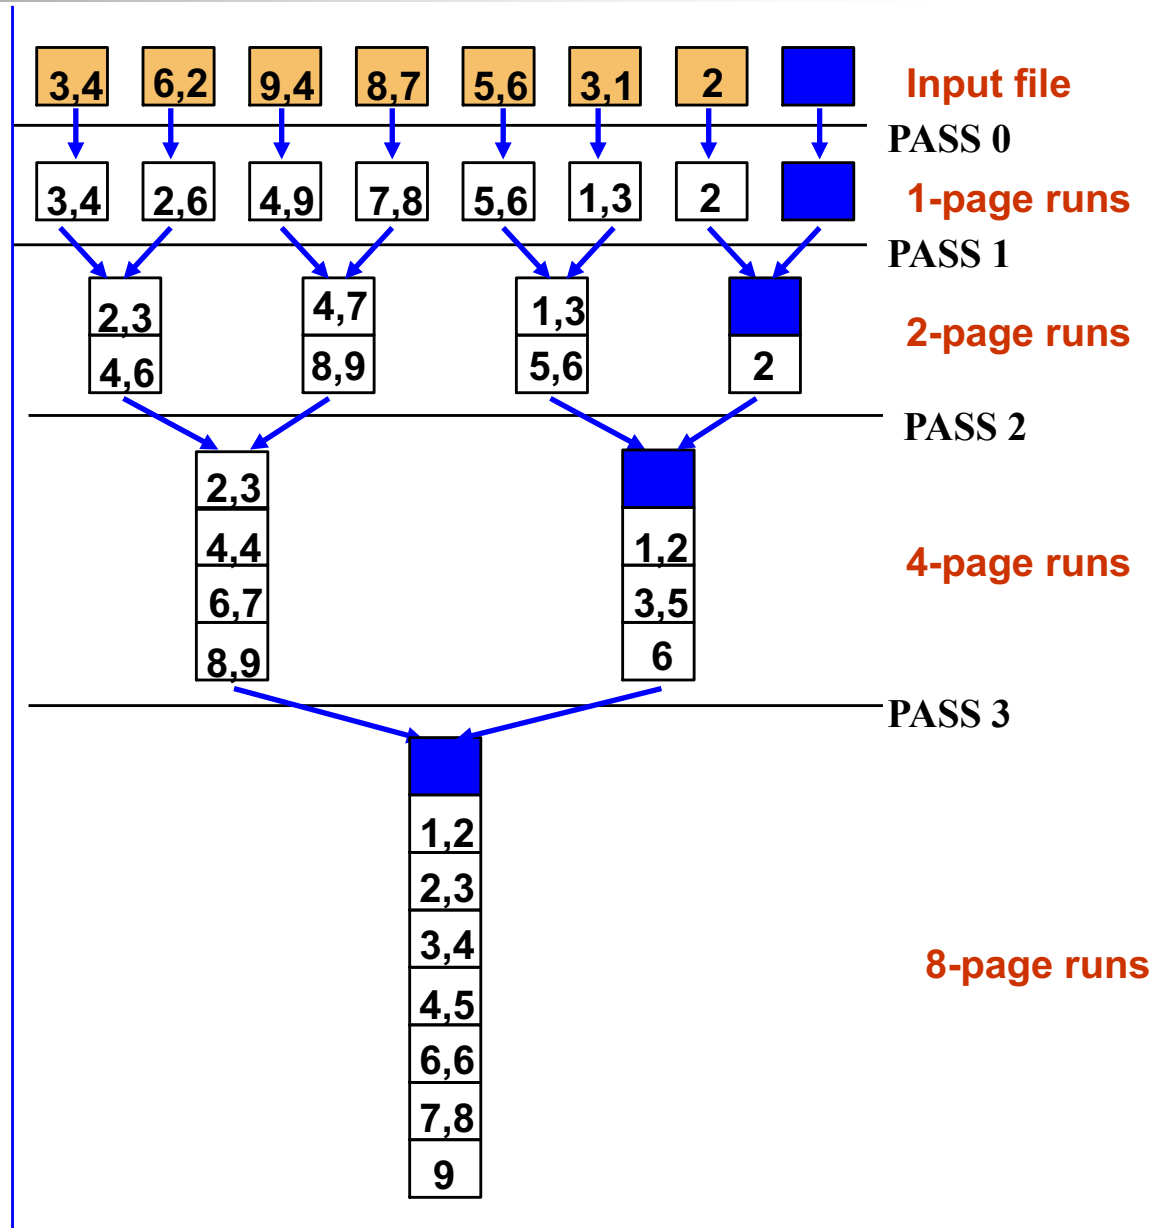 3,4 6,2 9,4 8,7 5,6 3,1 2 Input file
PASS 0
3,4 2,6 4,9 7,8 5,6 1,3 2 1-page runs
PASS 1
2,3 4,7 1,3
2-page runs
4,6 8,9 5,6 2
PASS 2
2,3
4,4 1,2
4-page runs
6,7 3,5
8,9 6
PASS 3
1,2
2,3
3,4
8-page runs
4,5
6,6
7,8
9